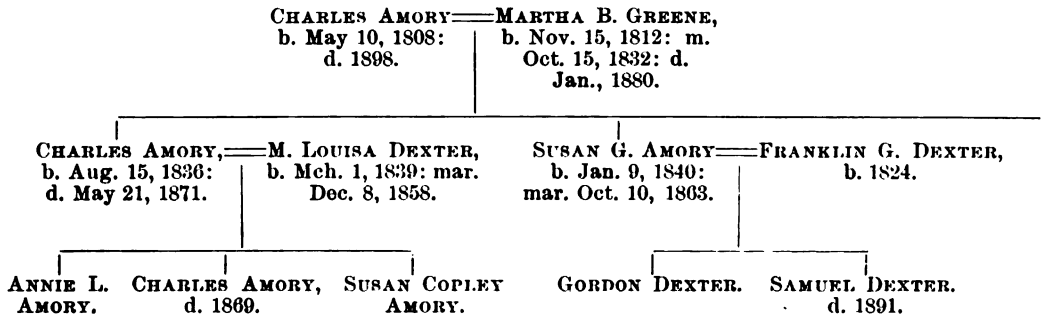 CHARLES AMORY
b. May 10, 1808:
d. 1898.
MARTHA B. GREENE,
b. Nov. 15, 1812: m.
Oct. 15, 1832: d.
Jan., 1880.
CHARLES AMORY,
b. Aug. 15, 1836:
d. May 21, 1871.
M. LOUISA DEXTER,
b. Mch. 1, 1839: mar.
Dec. 8, 1858.
SUSAN G. AMORY
b. Jan. 9, 1840:
mar. Oct. 10, 1863.
FRANKLIN G. DEXTER,
b. 1824.
ANNIE L.
AMORY.
CHARLES AMORY,
d. 1869.
SUSAN COPLEY
AMORY.
GORDON DEXTER.
SAMUEL DEXTER.
d. 1891.